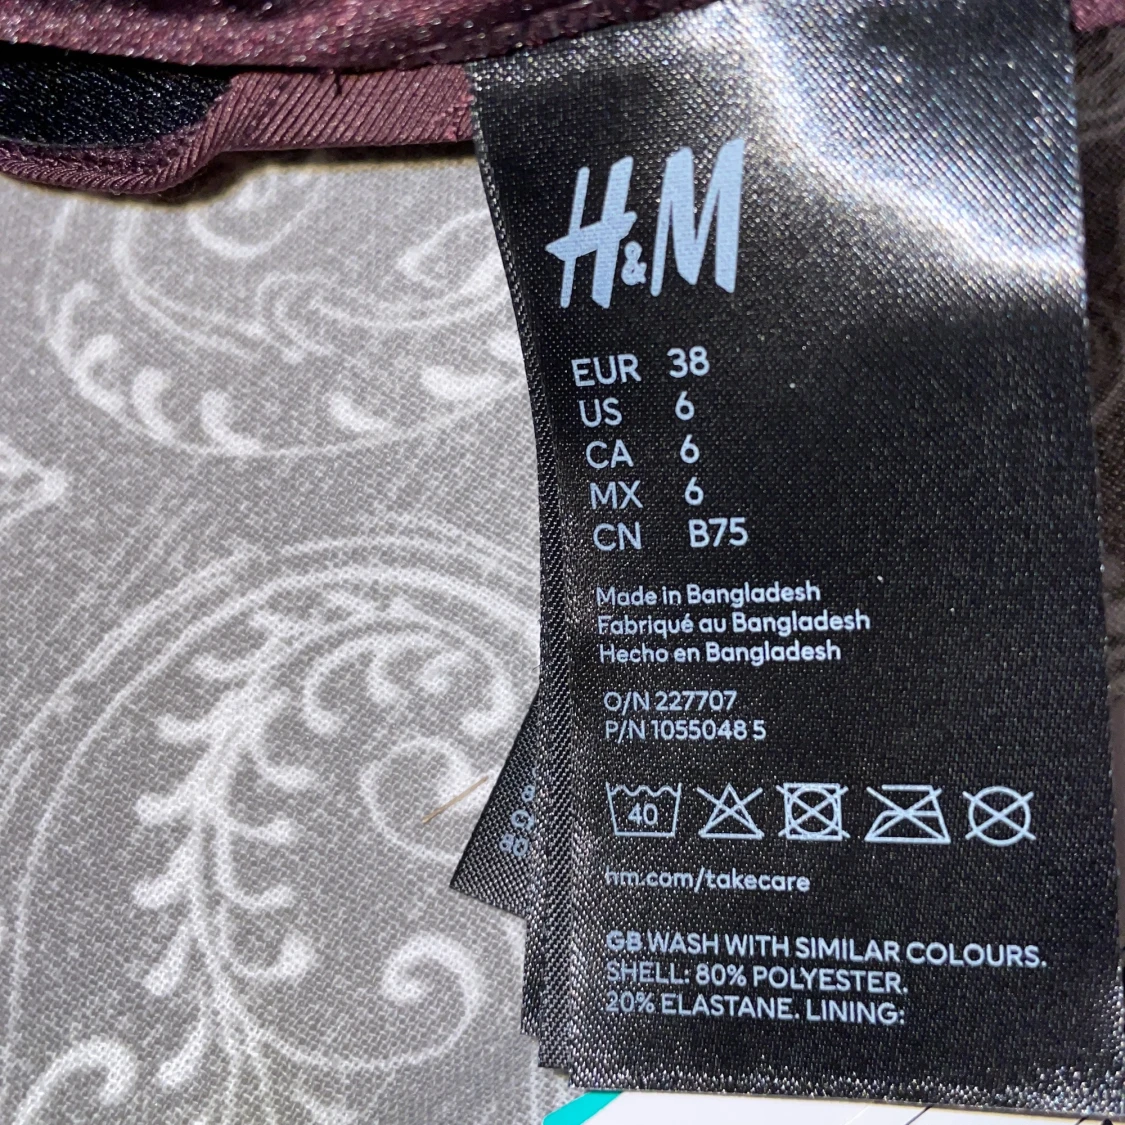 H&M
EUR 38
US 6
CA 6
MX 6
CN B75
Made in Bangladesh
Fabriqué au Bangladesh
Hecho en Bangladesh
O/N 227707
P/N 1055048 5
40
hm.com/takecare
GB WASH WITH SIMILAR COLOURS.
SHELL: 80% POLYESTER.
20% ELASTANE. LINING: